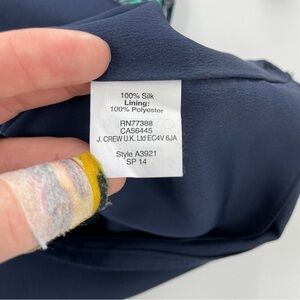 100% Silk
Lining:
100% Polyester
RN77388
CA56445
J. CREW U.K. Ltd EC4V 6JA
Style A3921
SP 14